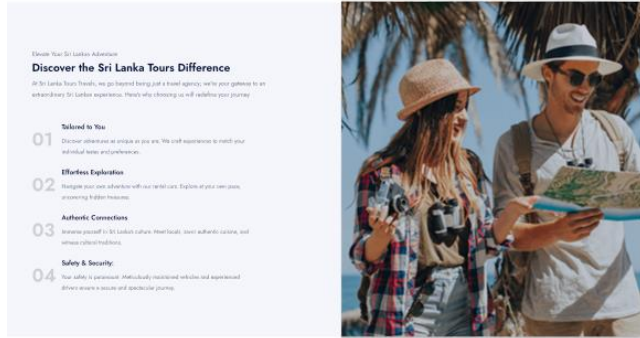 Elevate Your Sri Lankan Adventure
Discover the Sri Lanka Tours Difference
At Sri Lanka Tours Travels, we go beyond being just a travel agency; we're your gateway to an
extraordinary Sri Lankan experience. Here's why choosing us will redefine your journey
01
Tailored to You
Discover adventures as unique as you are. We craft experiences to match your
individual tastes and preferences.
02
Effortless Exploration
Navigate your own adventure with our rental cars. Explore at your own pace,
uncovering hidden treasures.
03
Authentic Connections
Immerse yourself in Sri Lanka's culture. Meet locals, savor authentic cuisine, and
witness cultural traditions.
04
Safety & Security:
Your safety is paramount. Meticulously maintained vehicles and experienced
drivers ensure a secure and spectacular journey.